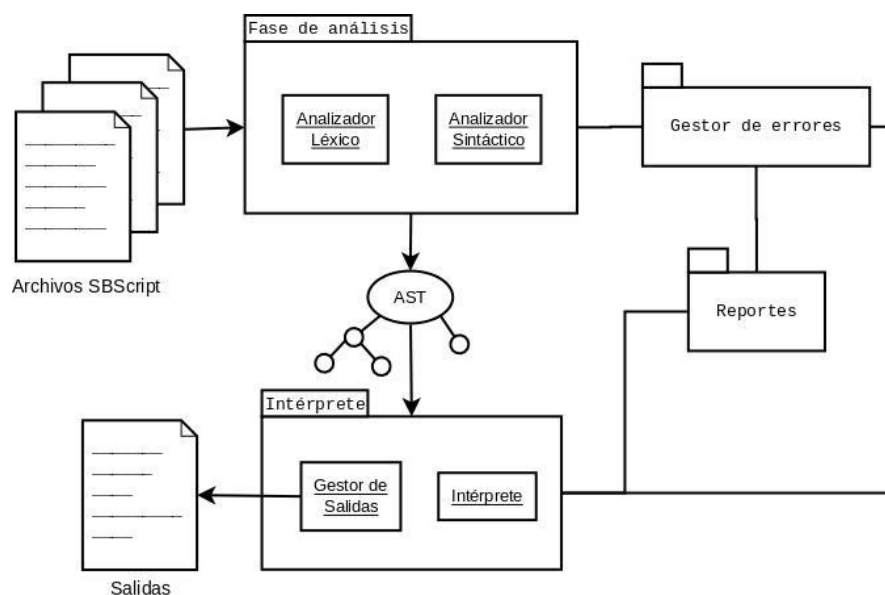 Fase de análisis
Analizador
Léxico
Analizador
Sintáctico
Gestor de errores
Archivos SBScript
AST
Reportes
Intérprete
Gestor de
Salidas
Intérprete
Salidas